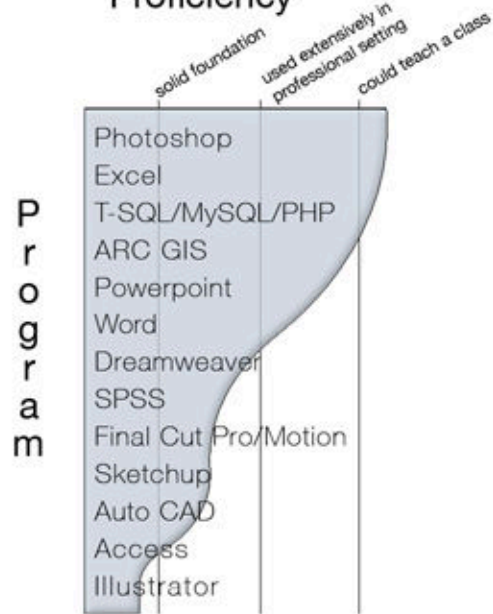 Proficiency
solid foundation
used extensively in
professional setting
could teach a class
Program
Photoshop
Excel
T-SQL/MySQL/PHP
ARC GIS
Powerpoint
Word
Dreamweaver
SPSS
Final Cut Pro/Motion
Sketchup
Auto CAD
Access
Illustrator